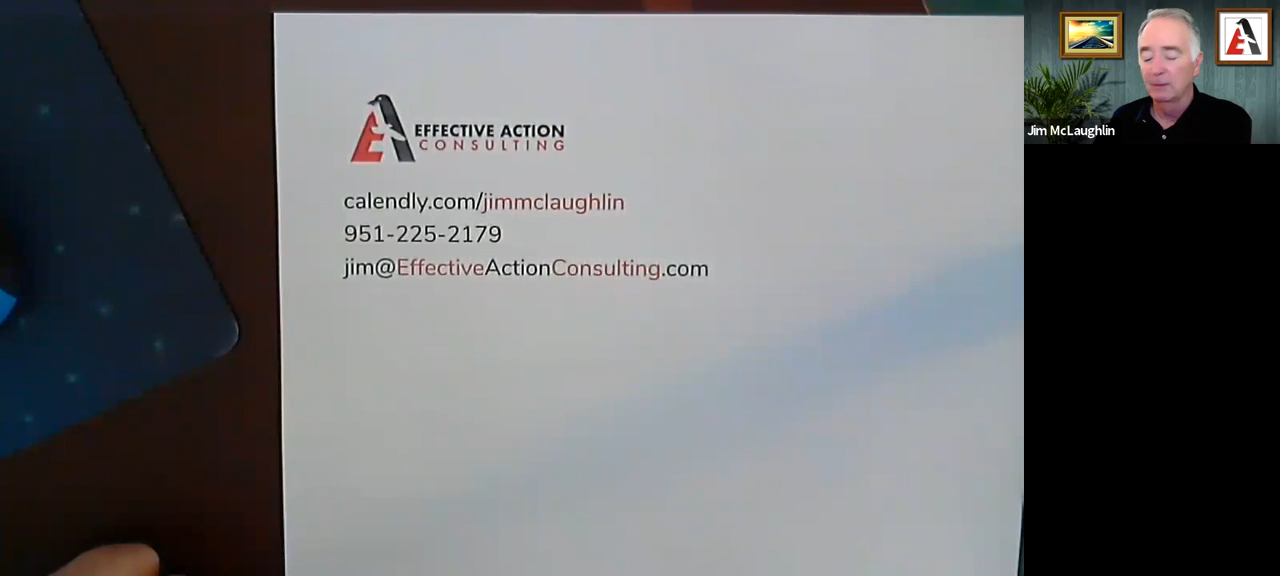 EFFECTIVE ACTION
CONSULTING
calendly.com/jimmclaughlin
951-225-2179
jim@EffectiveActionConsulting.com
Jim McLaughlin